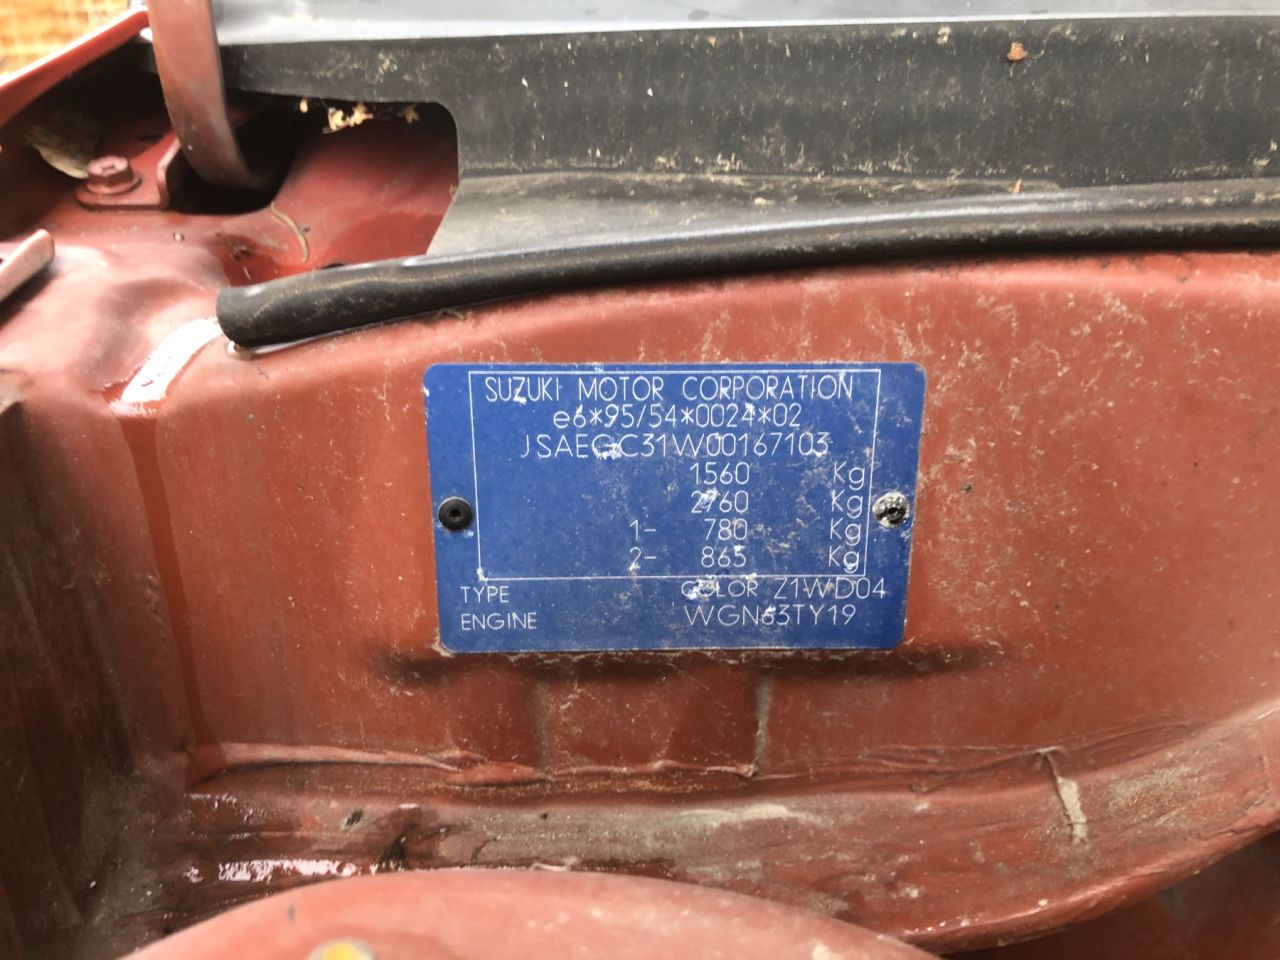 SUZUKI MOTOR CORPORATION
e6*95/54*0024*02
JSAEGC31W00167103
1560 Kg
2760 Kg
1- 780 Kg
2- 865 Kg
TYPE COLOR Z1WD04
ENGINE WGN63TY19